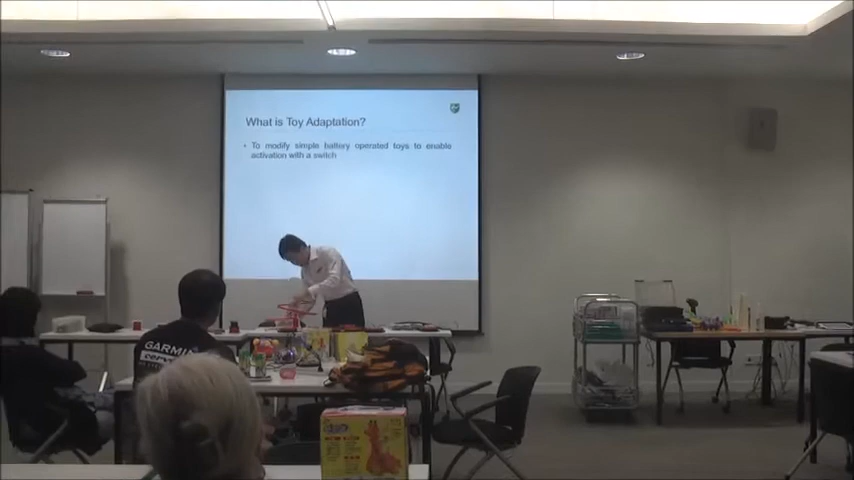 What is Toy Adaptation?
• To modify simple battery operated toys to enable
activation with a switch
GARMIN